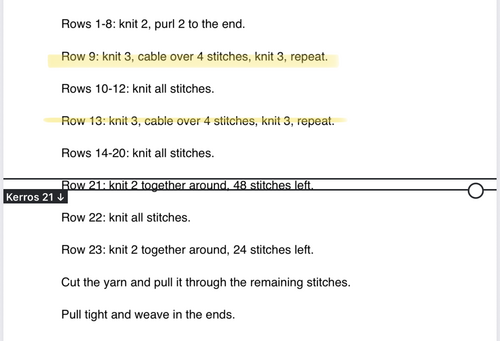 Rows 1-8: knit 2, purl 2 to the end.
Row 9: knit 3, cable over 4 stitches, knit 3, repeat.
Rows 10-12: knit all stitches.
Row 13: knit 3, cable over 4 stitches, knit 3, repeat.
Rows 14-20: knit all stitches.
Row 21: knit 2 together around, 48 stitches left.
Kerros 21 ↓
Row 22: knit all stitches.
Row 23: knit 2 together around, 24 stitches left.
Cut the yarn and pull it through the remaining stitches.
Pull tight and weave in the ends.